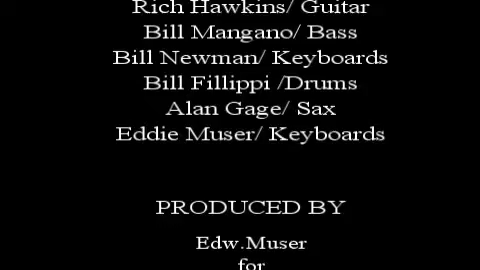 Rich Hawkins/ Guitar
Bill Mangano/ Bass
Bill Newman/ Keyboards
Bill Fillippi /Drums
Alan Gage/ Sax
Eddie Muser/ Keyboards
PRODUCED BY
Edw.Muser
for